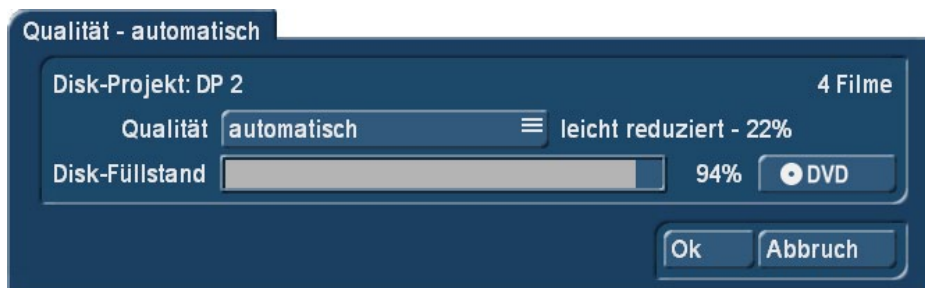 Qualität - automatisch
Disk-Projekt: DP 2 4 Filme
Qualität automatisch leicht reduziert - 22%
Disk-Füllstand 94% DVD
Ok Abbruch